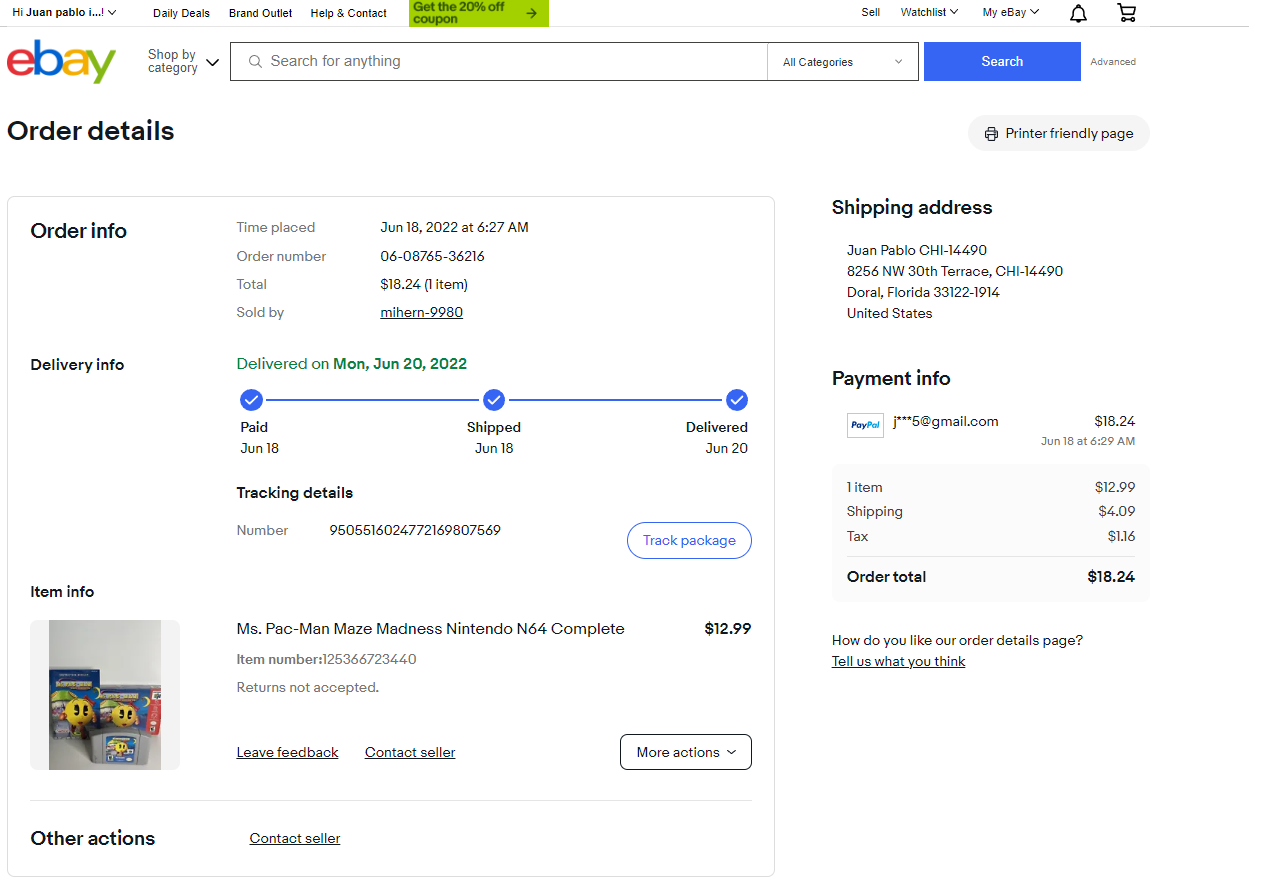 Hi Juan pablo i...!
Daily Deals
Brand Outlet
Help & Contact
Get the 20% off
coupon
Sell
Watchlist
My eBay
ebay
Shop by
category
Search for anything
All Categories
Search
Advanced
Order details
Printer friendly page
Order info
Time placed Jun 18, 2022 at 6:27 AM
Order number 06-08765-36216
Total $18.24 (1 item)
Sold by mihern-9980
Delivery info
Delivered on Mon, Jun 20, 2022
Paid Shipped Delivered
Jun 18 Jun 18 Jun 20
Tracking details
Number 9505516024772169807569
Track package
Item info
Ms. Pac-Man Maze Madness Nintendo N64 Complete $12.99
Item number:125366723440
Returns not accepted.
Leave feedback Contact seller
More actions
Other actions
Contact seller
Shipping address
Juan Pablo CHI-14490
8256 NW 30th Terrace, CHI-14490
Doral, Florida 33122-1914
United States
Payment info
PayPal j***5@gmail.com $18.24
Jun 18 at 6:29 AM
1 item $12.99
Shipping $4.09
Tax $1.16
Order total $18.24
How do you like our order details page?
Tell us what you think